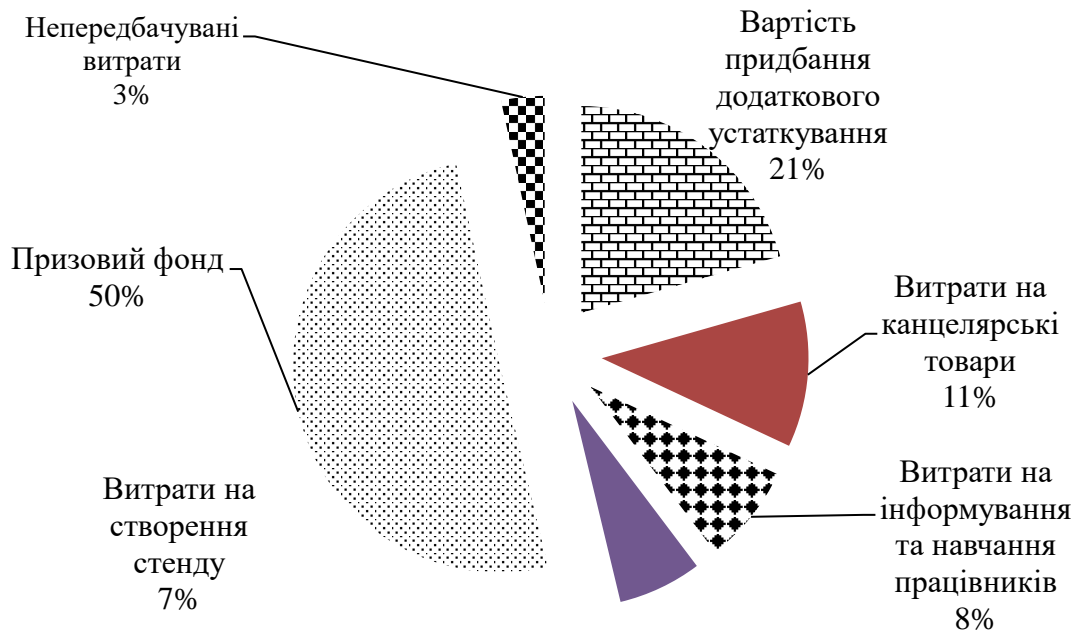 Непередбачувані
витрати
3%
Вартість
придбання
додаткового
устаткування
21%
Призовий фонд
50%
Витрати на
канцелярські
товари
11%
Витрати на
створення
стенду
7%
Витрати на
інформування
та навчання
працівників
8%